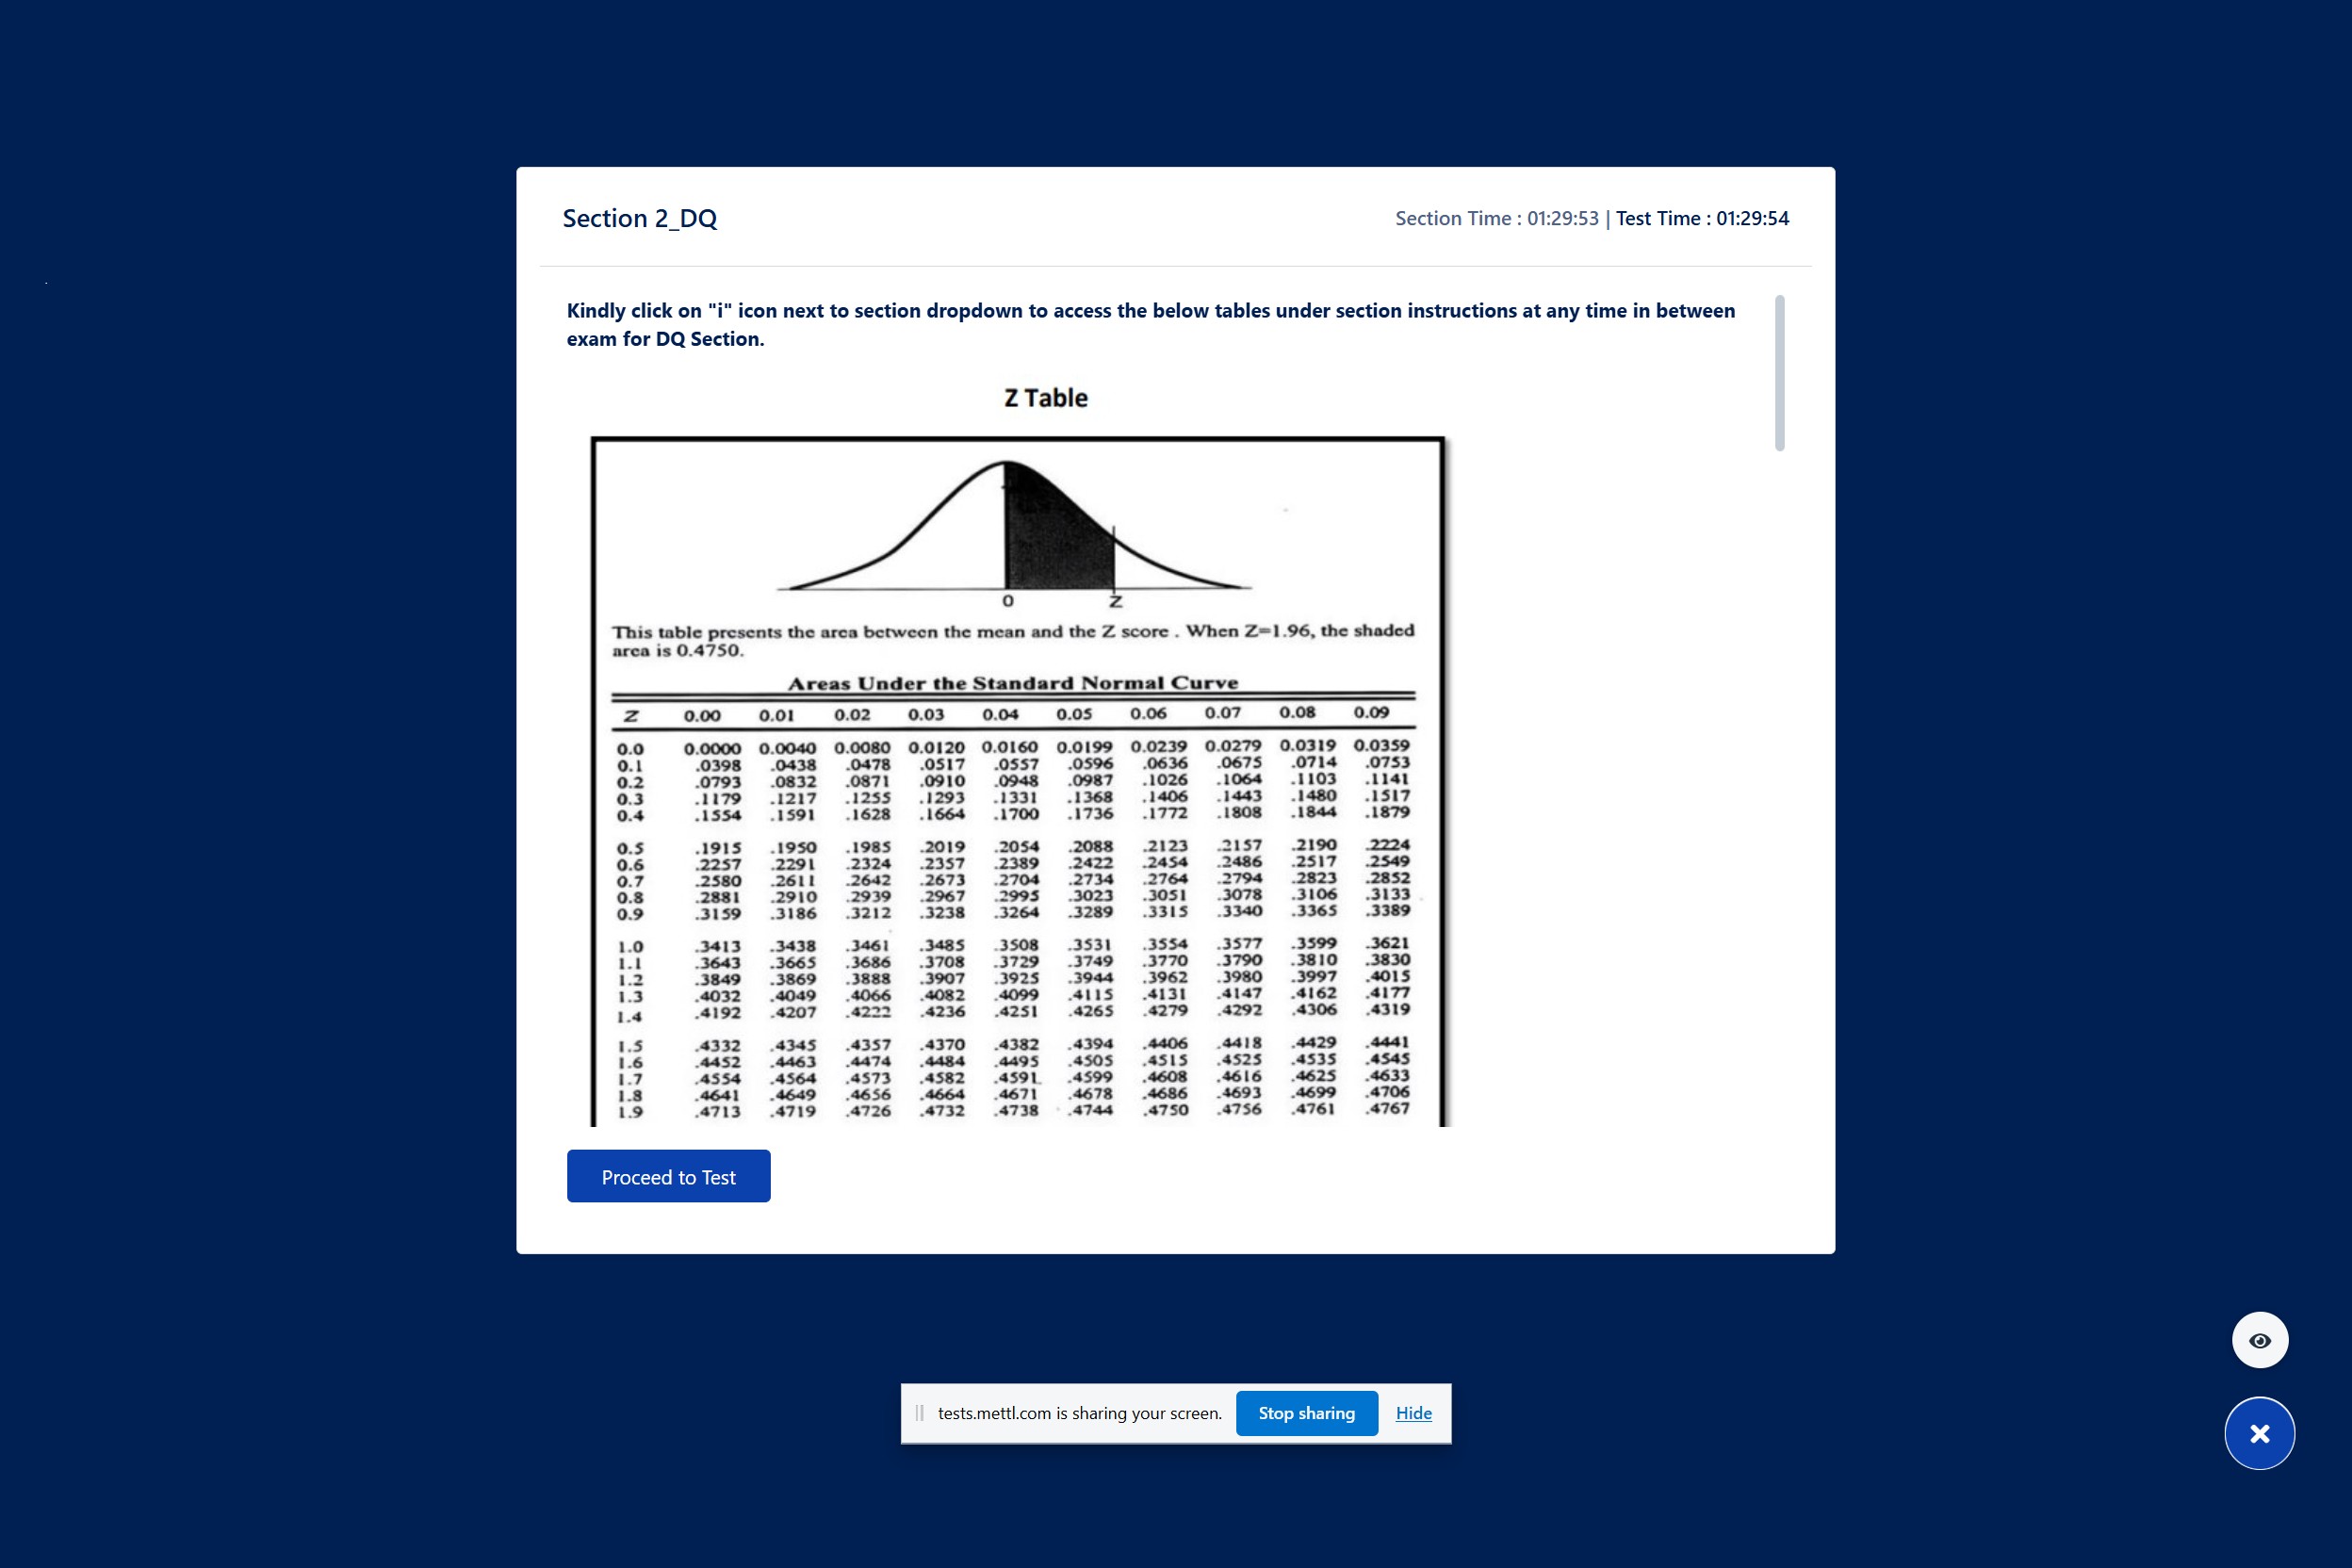 Section 2_DQ
Section Time : 01:29:53 | Test Time : 01:29:54
Kindly click on "i" icon next to section dropdown to access the below tables under section instructions at any time in between
exam for DQ Section.
Z Table
0 Z
This table presents the area between the mean and the Z score . When Z=1.96, the shaded
area is 0.4750.
Areas Under the Standard Normal Curve
Z 0.00 0.01 0.02 0.03 0.04 0.05 0.06 0.07 0.08 0.09
0.0 0.0000 0.0040 0.0080 0.0120 0.0160 0.0199 0.0239 0.0279 0.0319 0.0359
0.1 .0398 .0438 .0478 .0517 .0557 .0596 .0636 .0675 .0714 .0753
0.2 .0793 .0832 .0871 .0910 .0948 .0987 .1026 .1064 .1103 .1141
0.3 .1179 .1217 .1255 .1293 .1331 .1368 .1406 .1443 .1480 .1517
0.4 .1554 .1591 .1628 .1664 .1700 .1736 .1772 .1808 .1844 .1879
0.5 .1915 .1950 .1985 .2019 .2054 .2088 .2123 .2157 .2190 .2224
0.6 .2257 .2291 .2324 .2357 .2389 .2422 .2454 .2486 .2517 .2549
0.7 .2580 .2611 .2642 .2673 .2704 .2734 .2764 .2794 .2823 .2852
0.8 .2881 .2910 .2939 .2967 .2995 .3023 .3051 .3078 .3106 .3133
0.9 .3159 .3186 .3212 .3238 .3264 .3289 .3315 .3340 .3365 .3389
1.0 .3413 .3438 .3461 .3485 .3508 .3531 .3554 .3577 .3599 .3621
1.1 .3643 .3665 .3686 .3708 .3729 .3749 .3770 .3790 .3810 .3830
1.2 .3849 .3869 .3888 .3907 .3925 .3944 .3962 .3980 .3997 .4015
1.3 .4032 .4049 .4066 .4082 .4099 .4115 .4131 .4147 .4162 .4177
1.4 .4192 .4207 .4222 .4236 .4251 .4265 .4279 .4292 .4306 .4319
1.5 .4332 .4345 .4357 .4370 .4382 .4394 .4406 .4418 .4429 .4441
1.6 .4452 .4463 .4474 .4484 .4495 .4505 .4515 .4525 .4535 .4545
1.7 .4554 .4564 .4573 .4582 .4591 .4599 .4608 .4616 .4625 .4633
1.8 .4641 .4649 .4656 .4664 .4671 .4678 .4686 .4693 .4699 .4706
1.9 .4713 .4719 .4726 .4732 .4738 .4744 .4750 .4756 .4761 .4767
Proceed to Test
tests.mettl.com is sharing your screen. Stop sharing Hide